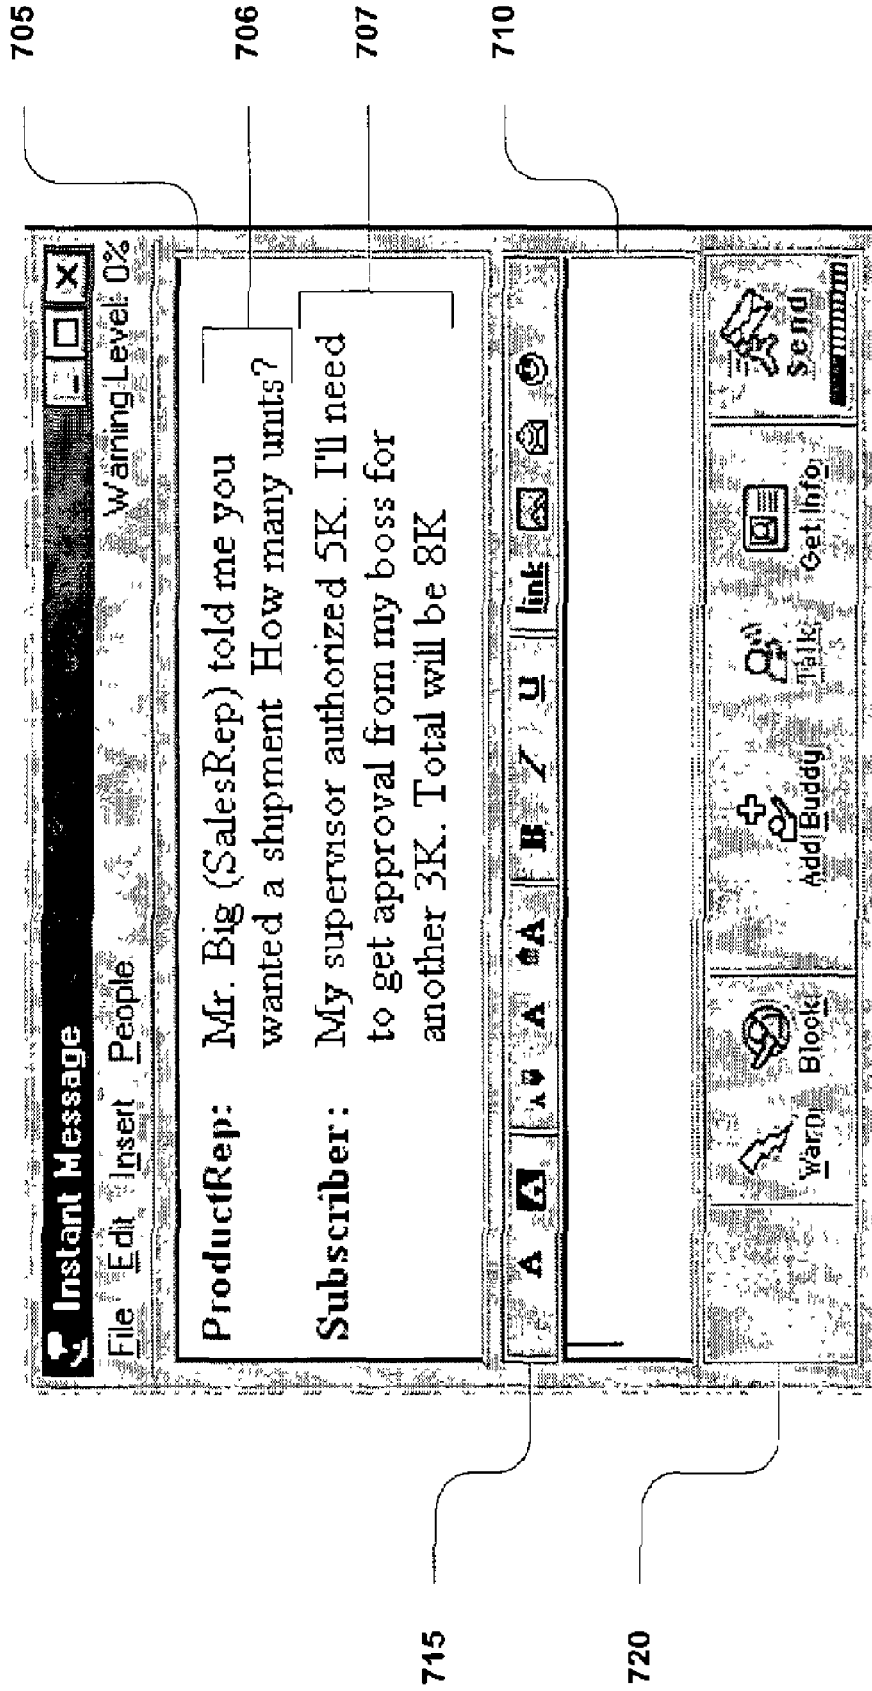 705
706
707
710
Instant Message
File Edit Insert People
Warning Level: 0%
ProductRep: Mr. Big (SalesRep) told me you
wanted a shipment How many units?
Subscriber: My supervisor authorized 5K. I'll need
to get approval from my boss for
another 3K. Total will be 8K
A A A A A B I U link
Warn Block Add Buddy Talk Get Info Send
715
720